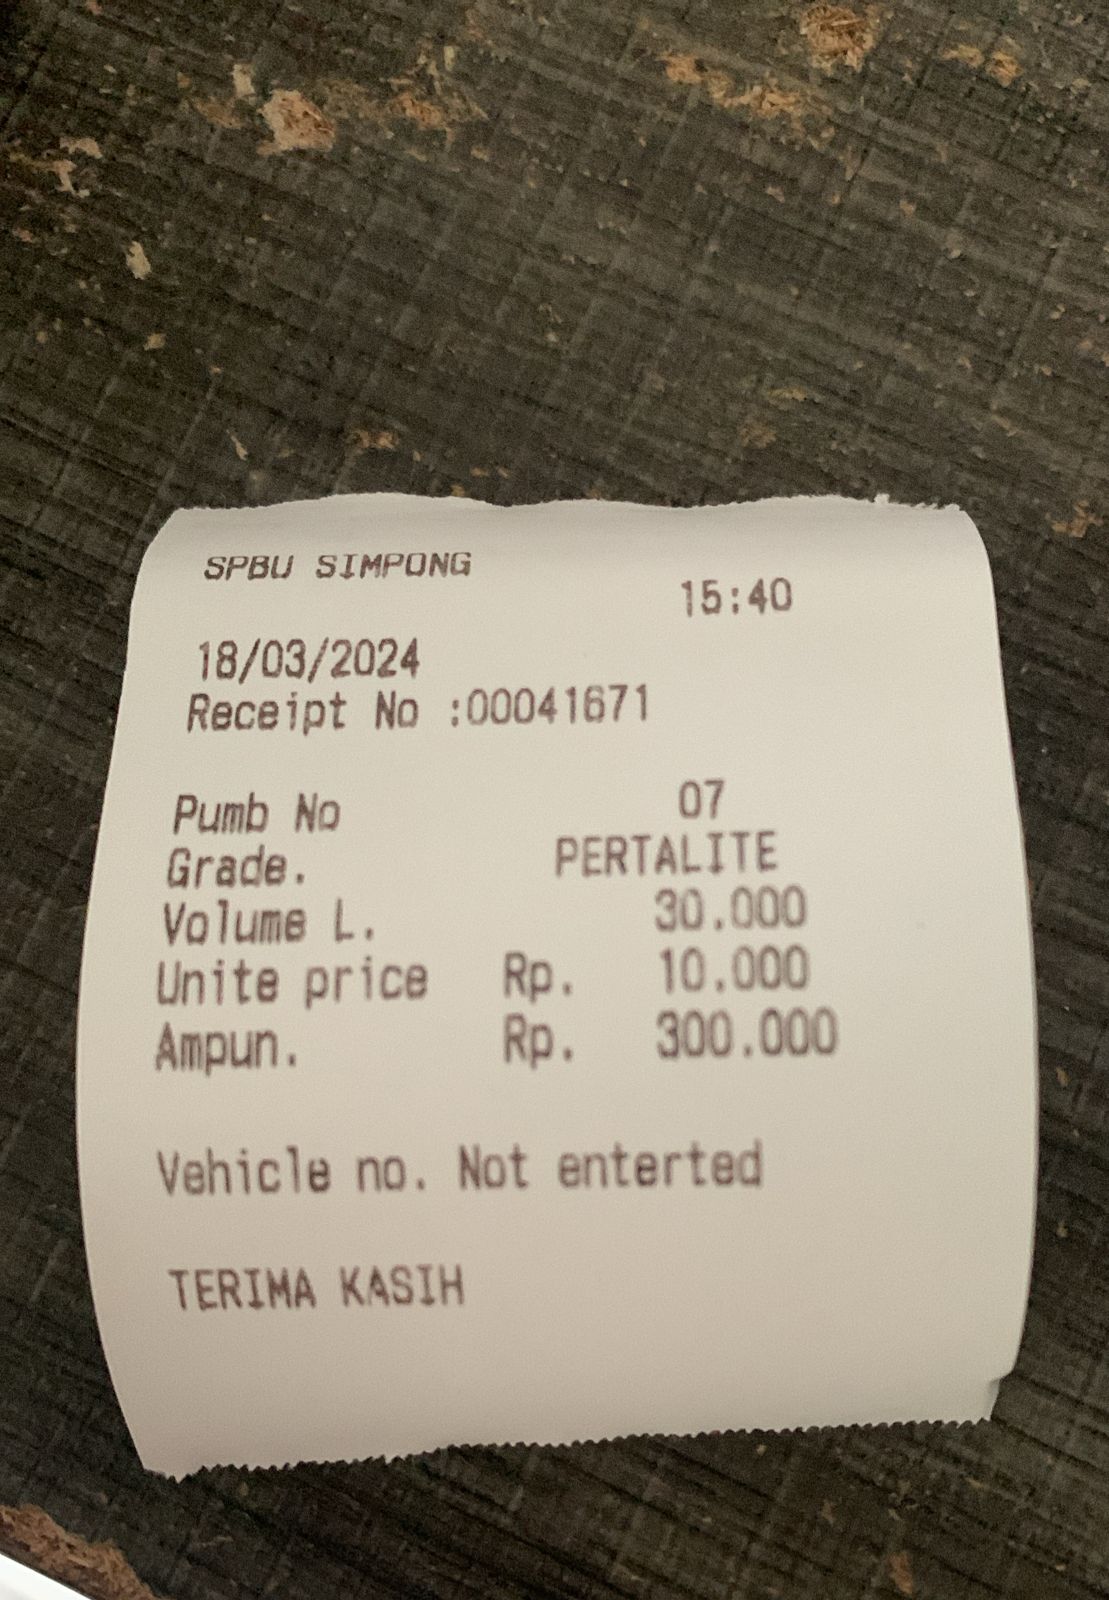 SPBU SIMPONG
15:40
18/03/2024
Receipt No :00041671
Pumb No 07
Grade. PERTALITE
Volume L. 30.000
Unite price Rp. 10.000
Ampun. Rp. 300.000
Vehicle no. Not enterted
TERIMA KASIH